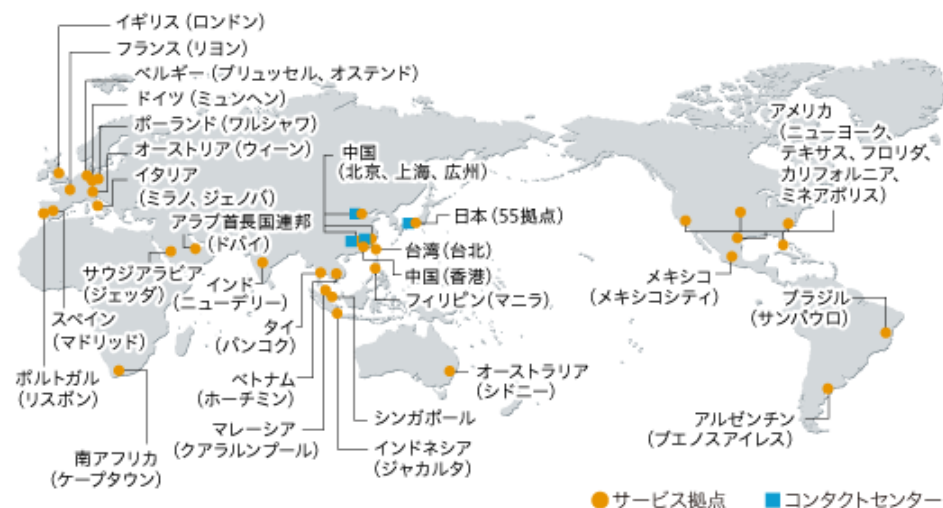 イギリス（ロンドン）
フランス（リヨン）
ベルギー（ブリュッセル、オステンド）
ドイツ（ミュンヘン）
ポーランド（ワルシャワ）
オーストリア（ウィーン）
イタリア
（ミラノ、ジェノバ）
アラブ首長国連邦
（ドバイ）
サウジアラビア
（ジェッダ）
インド
（ニューデリー）
スペイン
（マドリッド）
ポルトガル
（リスボン）
南アフリカ
（ケープタウン）
タイ
（バンコク）
ベトナム
（ホーチミン）
マレーシア
（クアラルンプール）
中国
（北京、上海、広州）
日本（55拠点）
台湾（台北）
中国（香港）
フィリピン（マニラ）
オーストラリア
（シドニー）
シンガポール
インドネシア
（ジャカルタ）
アメリカ
（ニューヨーク、
テキサス、フロリダ、
カリフォルニア、
ミネアポリス）
メキシコ
（メキシコシティ）
ブラジル
（サンパウロ）
アルゼンチン
（ブエノスアイレス）
サービス拠点
コンタクトセンター